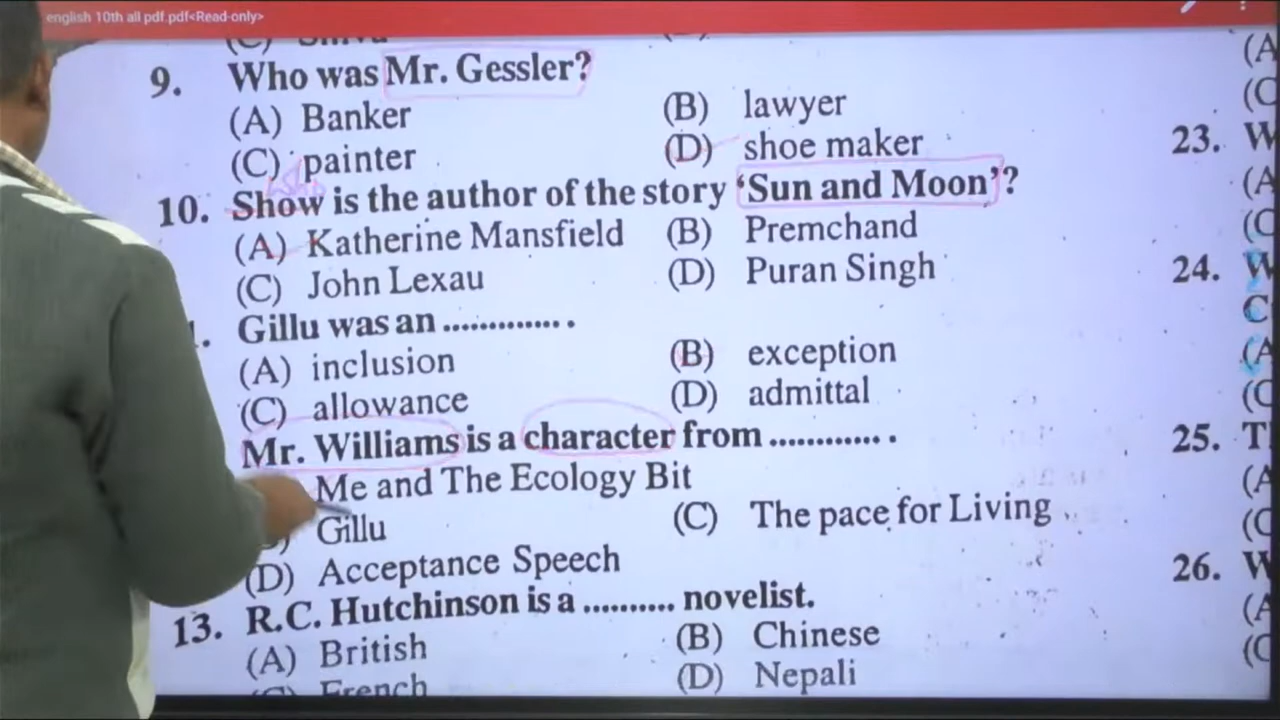 english 10th all pdf.pdf<Read-only>
9. Who was Mr. Gessler?
(A) Banker (B) lawyer
(C) painter (D) shoe maker
10. Show is the author of the story 'Sun and Moon'?
(A) Katherine Mansfield (B) Premchand
(C) John Lexau (D) Puran Singh
Gillu was an ..............
(A) inclusion (B) exception
(C) allowance (D) admittal
Mr. Williams is a character from .............
Me and The Ecology Bit
Gillu (C) The pace for Living
(D) Acceptance Speech
13. R.C. Hutchinson is a .......... novelist.
(A) British (B) Chinese
French (D) Nepali
(A
(C
23. W
(A
(C
24. W
C
(A
(C
25. T
(A
(C
26. W
(A
(C